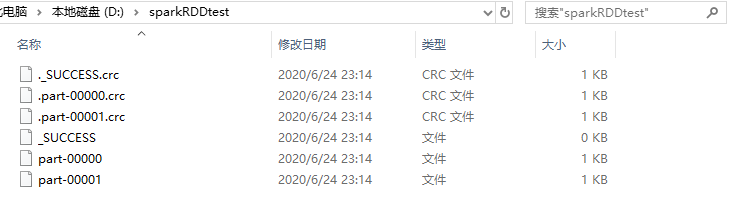 此电脑 > 本地磁盘 (D:) > sparkRDDtest 搜索"sparkRDDtest"
名称 修改日期 类型 大小
._SUCCESS.crc 2020/6/24 23:14 CRC 文件 1 KB
.part-00000.crc 2020/6/24 23:14 CRC 文件 1 KB
.part-00001.crc 2020/6/24 23:14 CRC 文件 1 KB
_SUCCESS 2020/6/24 23:14 文件 0 KB
part-00000 2020/6/24 23:14 文件 1 KB
part-00001 2020/6/24 23:14 文件 1 KB